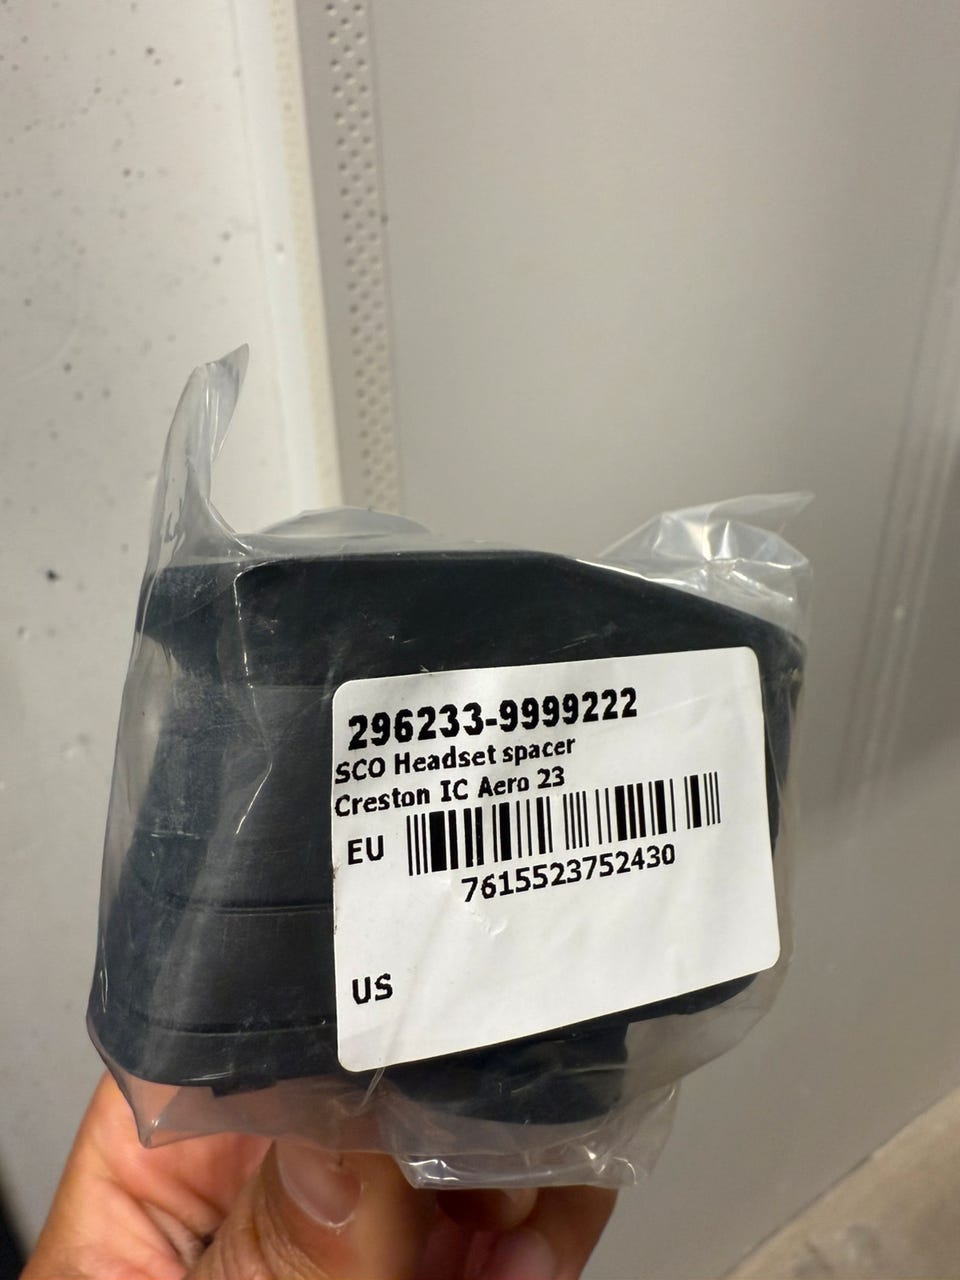 296233-9999222
SCO Headset spacer
Creston IC Aero 23
EU
7615523752430
US